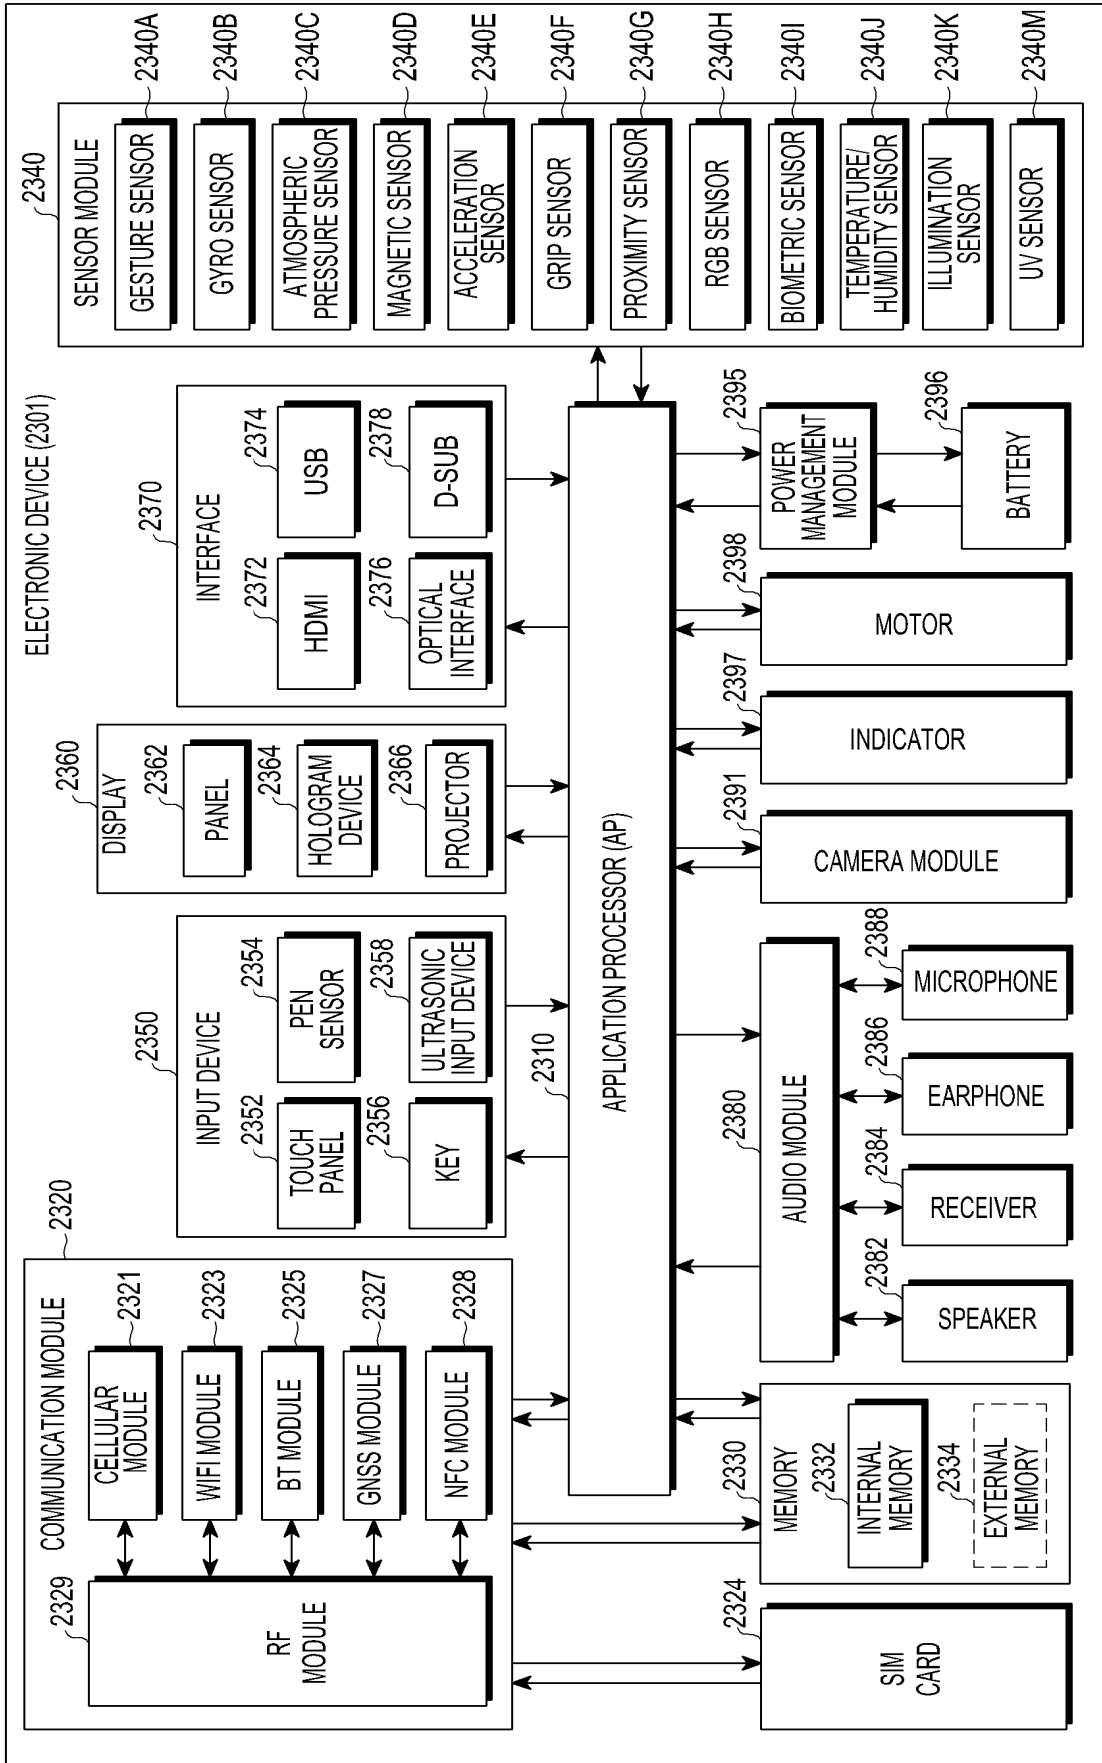 ELECTRONIC DEVICE (2301)
2320
COMMUNICATION MODULE
2329
RF
MODULE
CELLULAR
MODULE
2321
WIFI MODULE
2323
BT MODULE
2325
GNSS MODULE
2327
NFC MODULE
2328
2350
INPUT DEVICE
2352
TOUCH
PANEL
2354
PEN
SENSOR
2356
KEY
2358
ULTRASONIC
INPUT DEVICE
2360
DISPLAY
2362
PANEL
2364
HOLOGRAM
DEVICE
2366
PROJECTOR
2370
INTERFACE
2372
HDMI
2374
USB
2376
OPTICAL
INTERFACE
2378
D-SUB
2340
SENSOR MODULE
GESTURE SENSOR
2340A
GYRO SENSOR
2340B
ATMOSPHERIC
PRESSURE SENSOR
2340C
MAGNETIC SENSOR
2340D
ACCELERATION
SENSOR
2340E
GRIP SENSOR
2340F
PROXIMITY SENSOR
2340G
RGB SENSOR
2340H
BIOMETRIC SENSOR
2340I
TEMPERATURE/
HUMIDITY SENSOR
2340J
ILLUMINATION
SENSOR
2340K
UV SENSOR
2340M
2310
APPLICATION PROCESSOR (AP)
2324
SIM
CARD
2330
MEMORY
2332
INTERNAL
MEMORY
2334
EXTERNAL
MEMORY
2380
AUDIO MODULE
2382
SPEAKER
2384
RECEIVER
2386
EARPHONE
2388
MICROPHONE
2391
CAMERA MODULE
2397
INDICATOR
2398
MOTOR
2395
POWER
MANAGEMENT
MODULE
2396
BATTERY